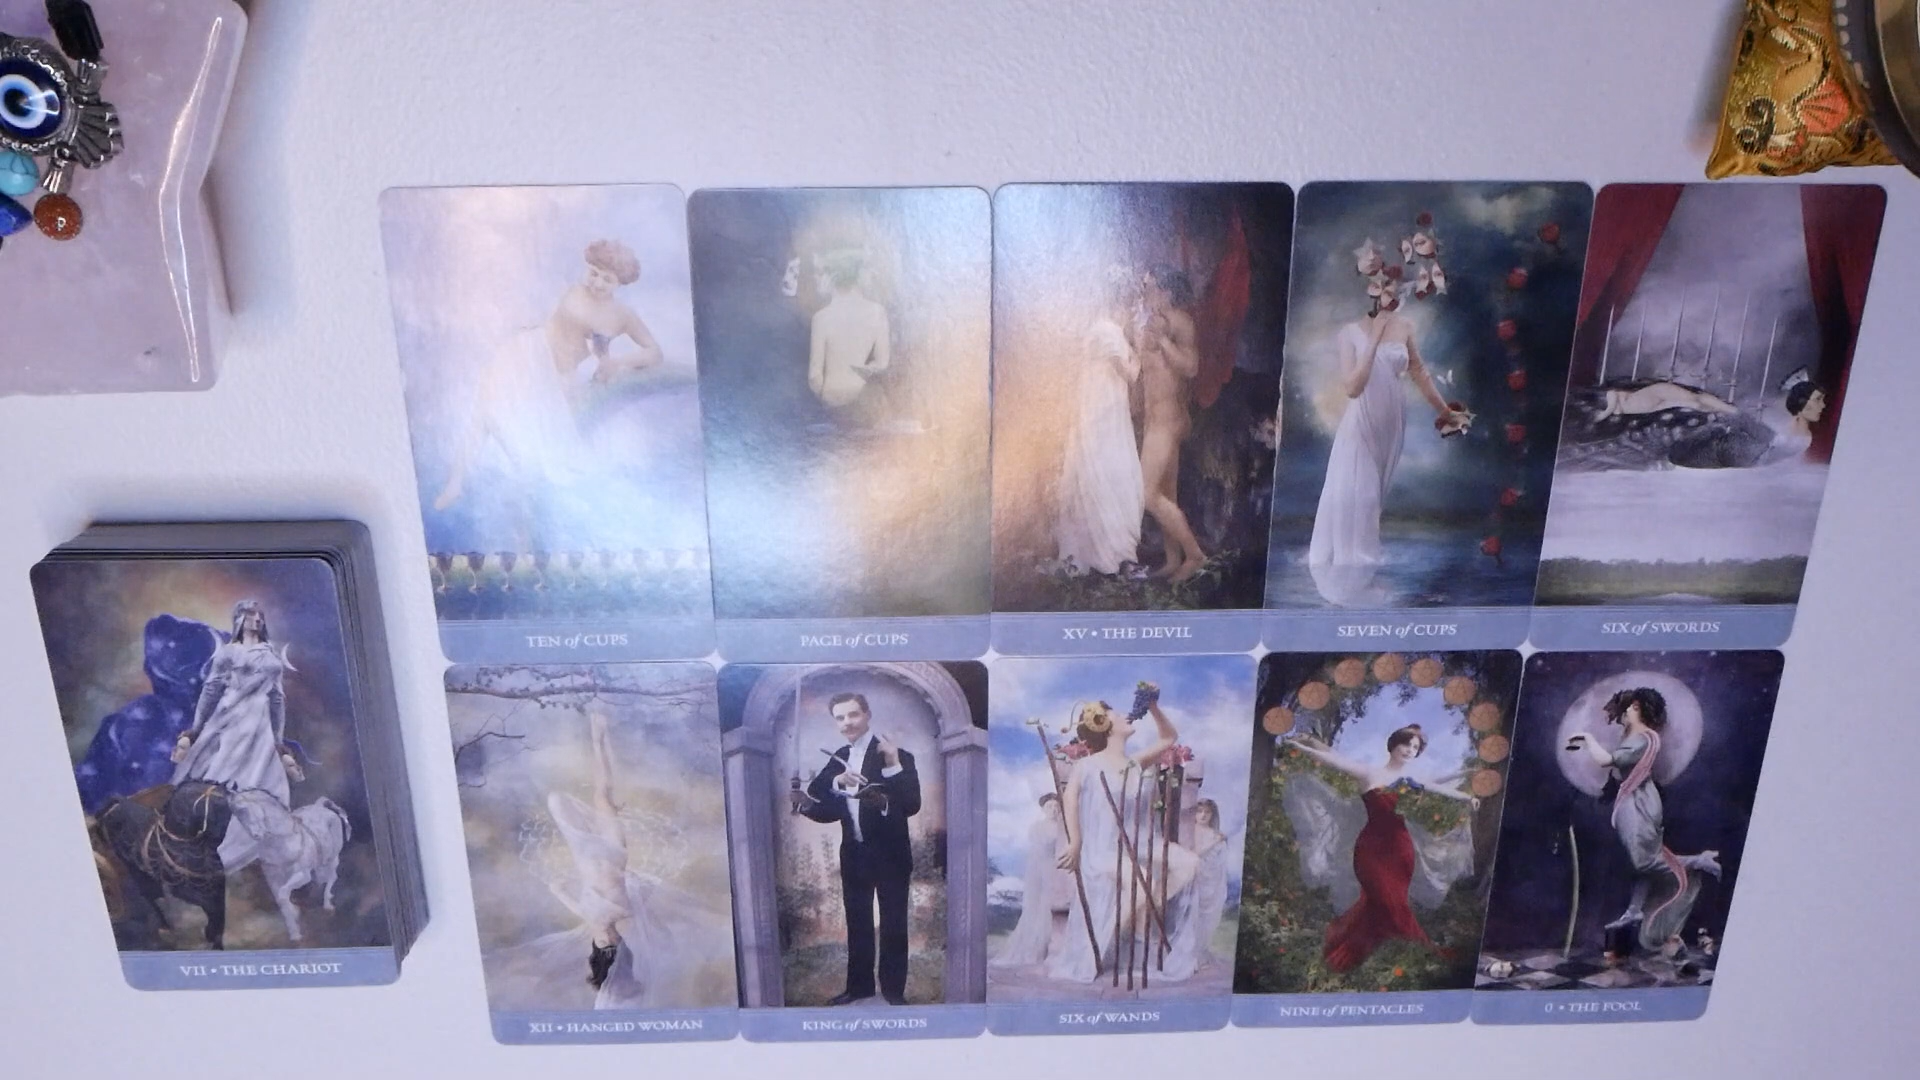 TEN of CUPS
PAGE of CUPS
XV • THE DEVIL
SEVEN of CUPS
SIX of SWORDS
VII • THE CHARIOT
XII • HANGED WOMAN
KING of SWORDS
SIX of WANDS
NINE of PENTACLES
0 • THE FOOL